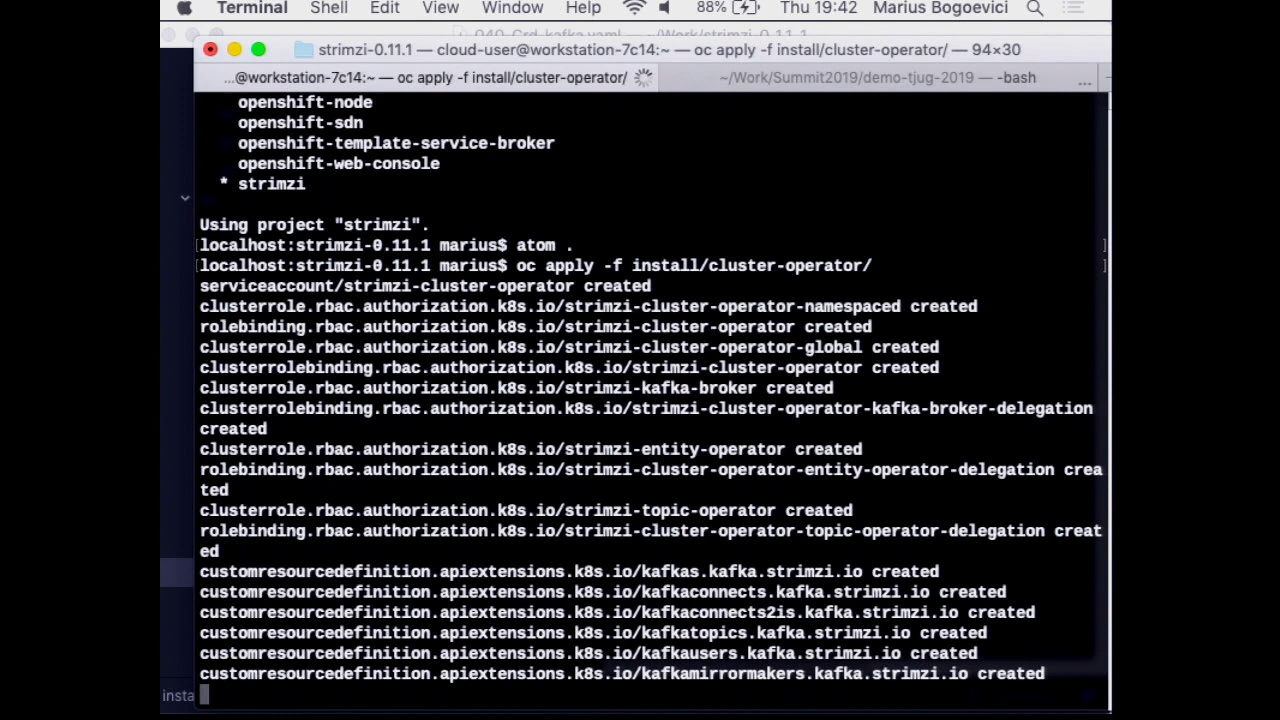 Terminal Shell Edit View Window Help 88% Thu 19:42 Marius Bogoevici
040-Crd-kafka.yaml — ~/Work/strimzi-0.11.1
strimzi-0.11.1 — cloud-user@workstation-7c14:~ — oc apply -f install/cluster-operator/ — 94×30
...@workstation-7c14:~ — oc apply -f install/cluster-operator/ ~/Work/Summit2019/demo-tjug-2019 — -bash ...
openshift-node
openshift-sdn
openshift-template-service-broker
openshift-web-console
* strimzi
Using project "strimzi".
[localhost:strimzi-0.11.1 marius$ atom . ]
[localhost:strimzi-0.11.1 marius$ oc apply -f install/cluster-operator/ ]
serviceaccount/strimzi-cluster-operator created
clusterrole.rbac.authorization.k8s.io/strimzi-cluster-operator-namespaced created
rolebinding.rbac.authorization.k8s.io/strimzi-cluster-operator created
clusterrole.rbac.authorization.k8s.io/strimzi-cluster-operator-global created
clusterrolebinding.rbac.authorization.k8s.io/strimzi-cluster-operator created
clusterrole.rbac.authorization.k8s.io/strimzi-kafka-broker created
clusterrolebinding.rbac.authorization.k8s.io/strimzi-cluster-operator-kafka-broker-delegation
created
clusterrole.rbac.authorization.k8s.io/strimzi-entity-operator created
rolebinding.rbac.authorization.k8s.io/strimzi-cluster-operator-entity-operator-delegation crea
ted
clusterrole.rbac.authorization.k8s.io/strimzi-topic-operator created
rolebinding.rbac.authorization.k8s.io/strimzi-cluster-operator-topic-operator-delegation creat
ed
customresourcedefinition.apiextensions.k8s.io/kafkas.kafka.strimzi.io created
customresourcedefinition.apiextensions.k8s.io/kafkaconnects.kafka.strimzi.io created
customresourcedefinition.apiextensions.k8s.io/kafkaconnects2is.kafka.strimzi.io created
customresourcedefinition.apiextensions.k8s.io/kafkatopics.kafka.strimzi.io created
customresourcedefinition.apiextensions.k8s.io/kafkausers.kafka.strimzi.io created
customresourcedefinition.apiextensions.k8s.io/kafkamirrormakers.kafka.strimzi.io created
insta